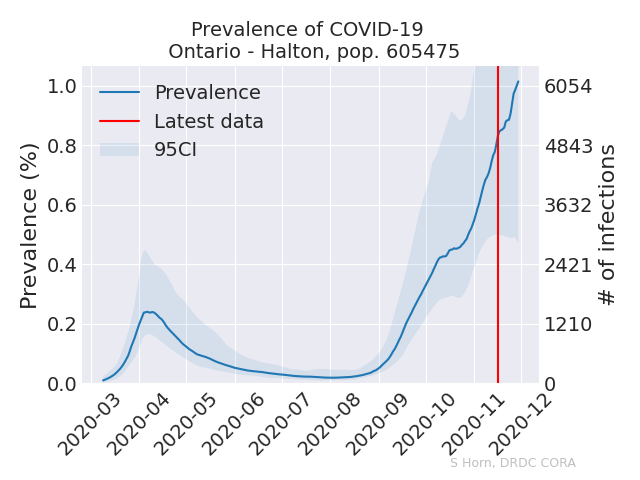 Prevalence of COVID-19
Ontario - Halton, pop. 605475
Prevalence
Latest data
95CI
Prevalence (%)
1.0
0.8
0.6
0.4
0.2
0.0
6054
4843
3632
2421
1210
0
# of infections
2020-03
2020-04
2020-05
2020-06
2020-07
2020-08
2020-09
2020-10
2020-11
2020-12
S Horn, DRDC CORA